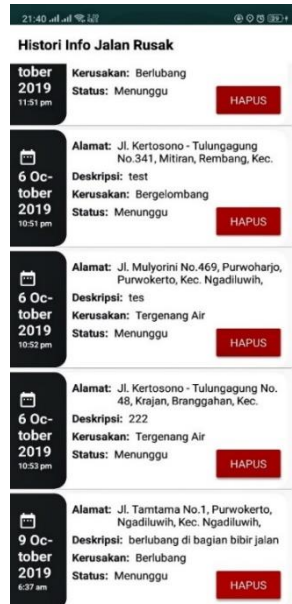 21:40
Histori Info Jalan Rusak
tober
2019
11:51 pm
Kerusakan: Berlubang
Status: Menunggu
HAPUS
6 Oc-
tober
2019
10:51 pm
Alamat: Jl. Kertosono - Tulungagung
No.341, Mitiran, Rembang, Kec.
Deskripsi: test
Kerusakan: Bergelombang
Status: Menunggu
HAPUS
6 Oc-
tober
2019
10:52 pm
Alamat: Jl. Mulyorini No.469, Purwoharjo,
Purwokerto, Kec. Ngadiluwih,
Deskripsi: tes
Kerusakan: Tergenang Air
Status: Menunggu
HAPUS
6 Oc-
tober
2019
10:53 pm
Alamat: Jl. Kertosono - Tulungagung No.
48, Krajan, Branggahan, Kec.
Deskripsi: 222
Kerusakan: Tergenang Air
Status: Menunggu
HAPUS
9 Oc-
tober
2019
6:37 am
Alamat: Jl. Tamtama No.1, Purwokerto,
Ngadiluwih, Kec. Ngadiluwih,
Deskripsi: berlubang di bagian bibir jalan
Kerusakan: Berlubang
Status: Menunggu
HAPUS